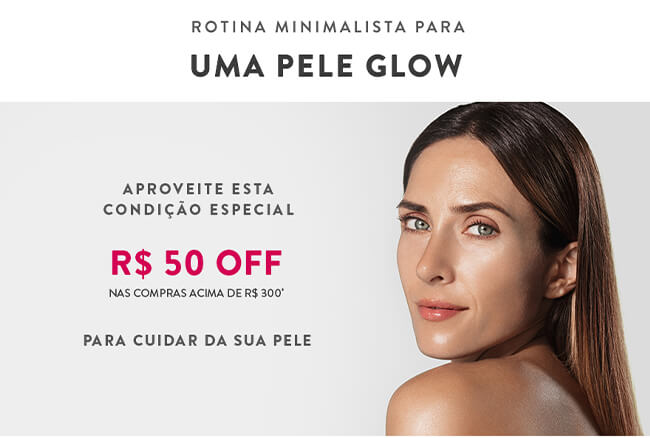 ROTINA MINIMALISTA PARA
UMA PELE GLOW
APROVEITE ESTA
CONDIÇÃO ESPECIAL
R$ 50 OFF
NAS COMPRAS ACIMA DE R$ 300*
PARA CUIDAR DA SUA PELE